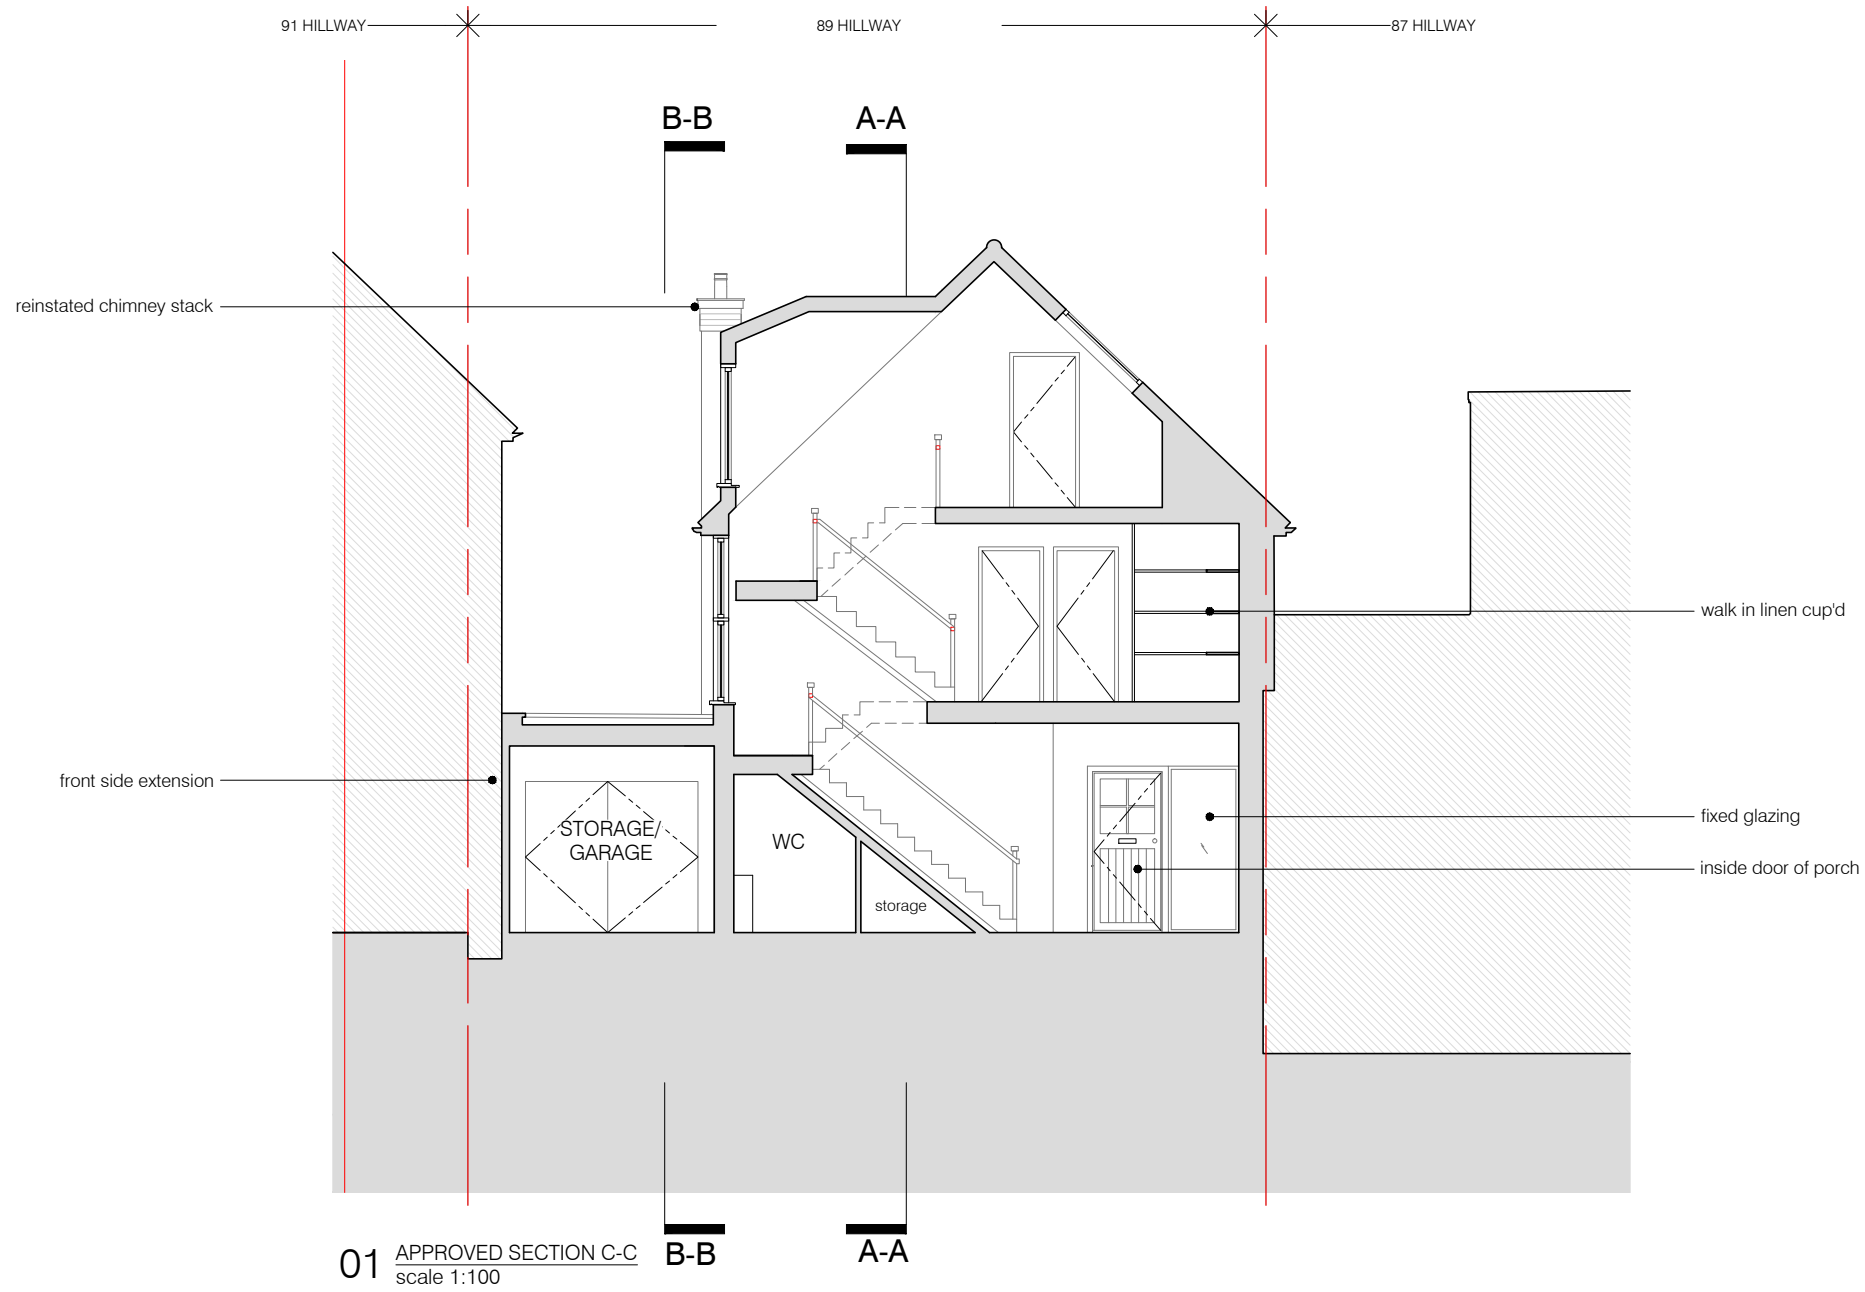 91 HILLWAY
89 HILLWAY
87 HILLWAY
B-B
A-A
reinstated chimney stack
walk in linen cup'd
front side extension
STORAGE/
GARAGE
WC
storage
fixed glazing
inside door of porch
B-B
A-A
01
APPROVED SECTION C-C
scale 1:100